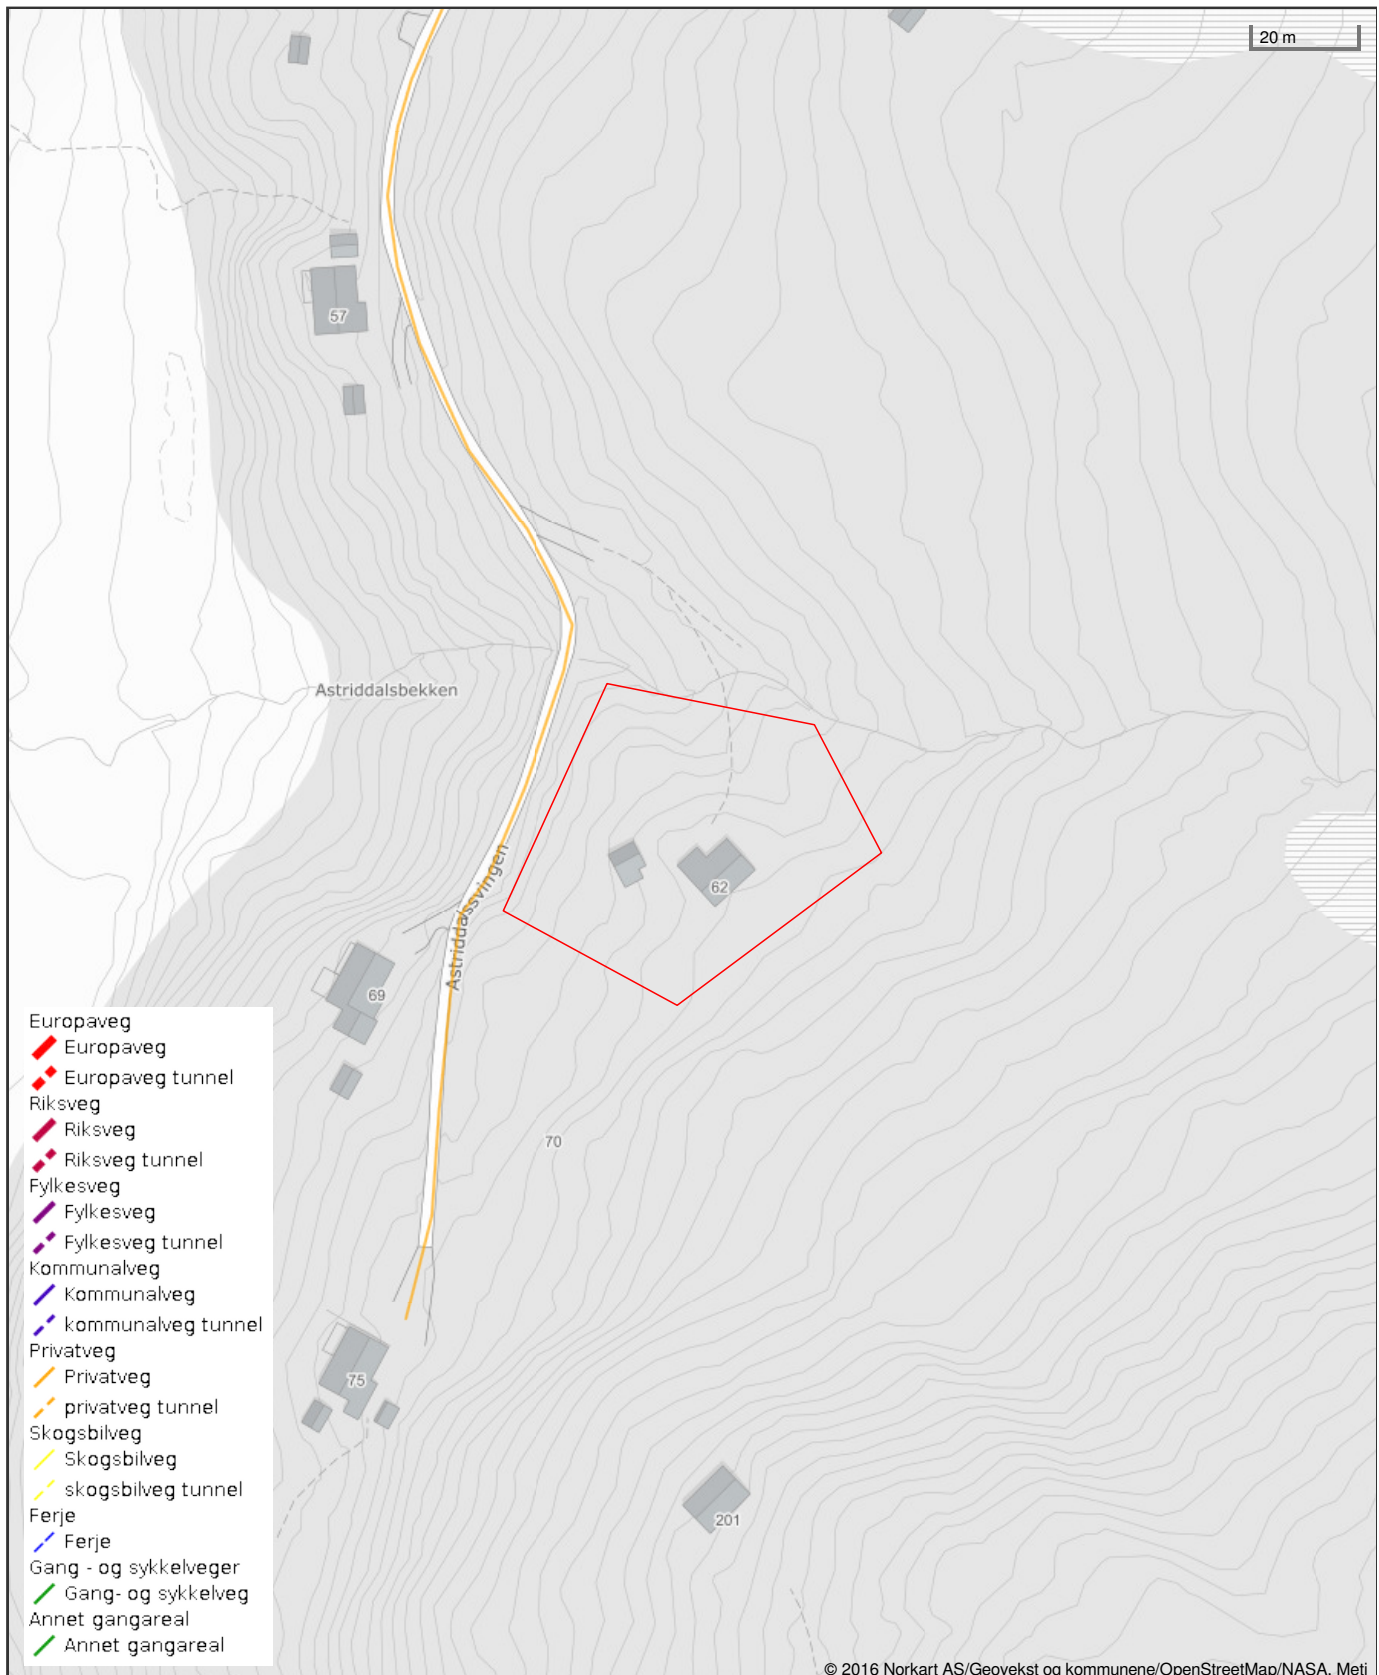 20 m
57
Astriddalsbekken
62
Astriddalssvingen
69
70
75
201
Europaveg
Europaveg
Europaveg tunnel
Riksveg
Riksveg
Riksveg tunnel
Fylkesveg
Fylkesveg
Fylkesveg tunnel
Kommunalveg
Kommunalveg
kommunalveg tunnel
Privatveg
Privatveg
privatveg tunnel
Skogsbilveg
Skogsbilveg
skogsbilveg tunnel
Ferje
Ferje
Gang - og sykkelveger
Gang- og sykkelveg
Annet gangareal
Annet gangareal
© 2016 Norkart AS/Geovekst og kommunene/OpenStreetMap/NASA, Meti